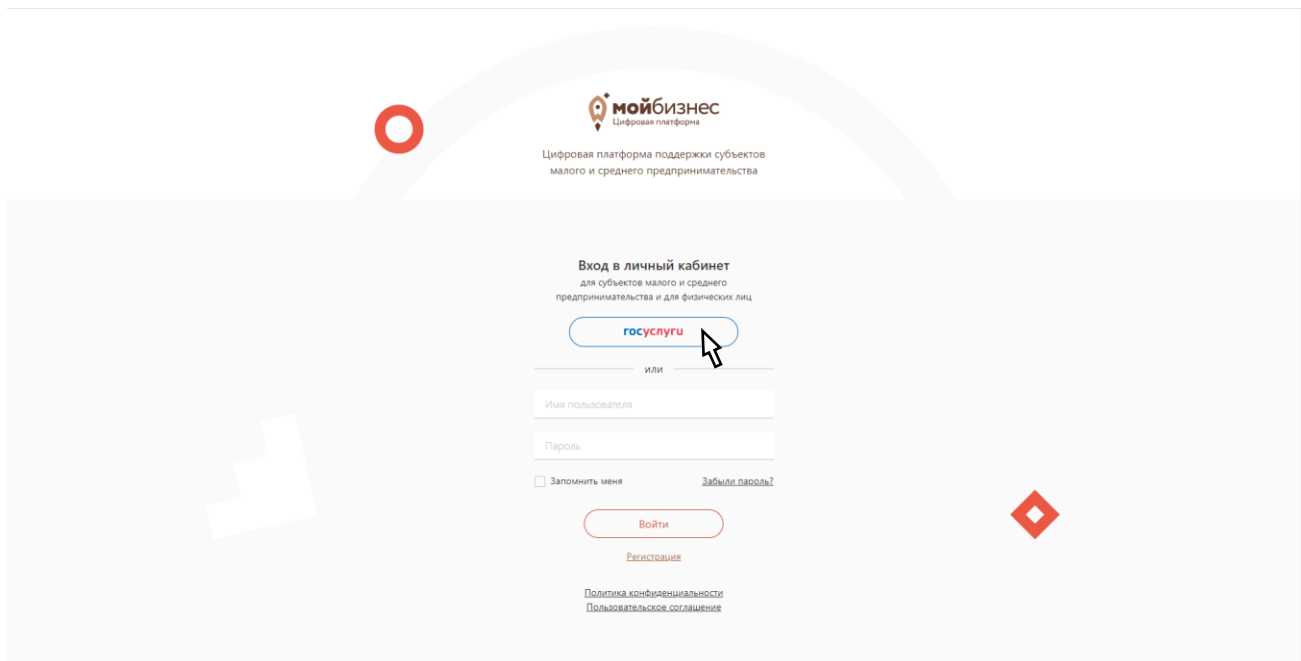 мойбизнес
Цифровая платформа
Цифровая платформа поддержки субъектов
малого и среднего предпринимательства
Вход в личный кабинет
для субъектов малого и среднего
предпринимательства и для физических лиц
госуслуги
или
Имя пользователя
Пароль
Запомнить меня
Забыли пароль?
Войти
Регистрация
Политика конфиденциальности
Пользовательское соглашение